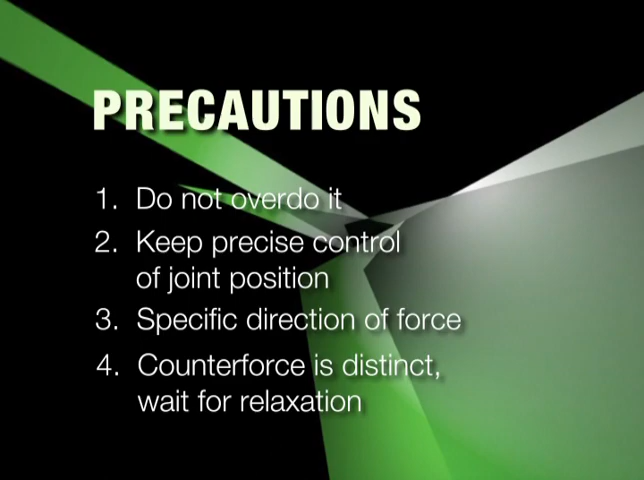 PRECAUTIONS
1. Do not overdo it
2. Keep precise control
of joint position
3. Specific direction of force
4. Counterforce is distinct,
wait for relaxation